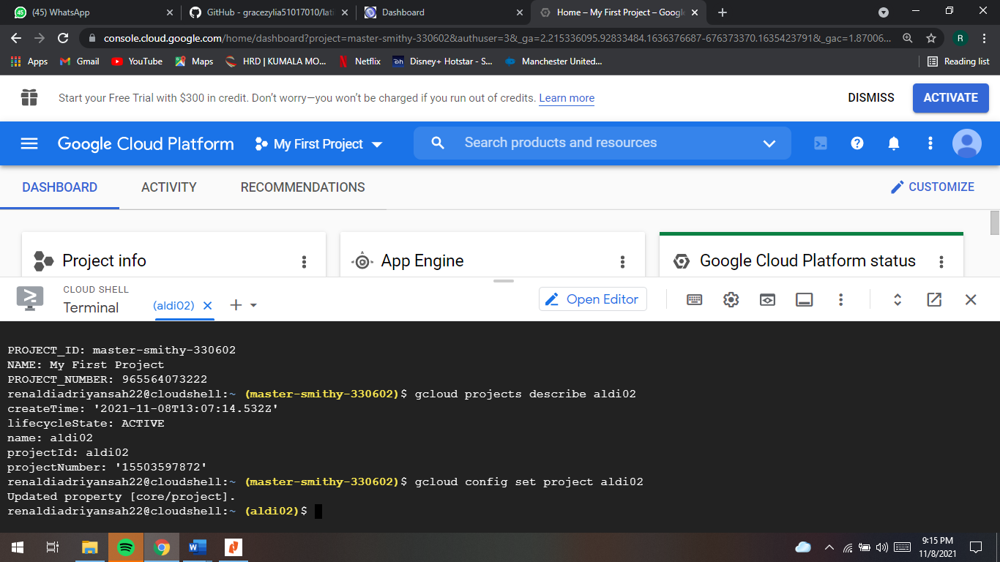 (45) WhatsApp
GitHub - gracezylia51017010/lati
Dashboard
Home – My First Project – Google
console.cloud.google.com/home/dashboard?project=master-smithy-330602&authuser=3&_ga=2.215336095.92833484.1636376687-676373370.1635423791&_gac=1.87006...
R
Apps
Gmail
YouTube
Maps
HRD | KUMALA MO...
Netflix
Disney+ Hotstar - S...
Manchester United...
Reading list
Start your Free Trial with $300 in credit. Don't worry—you won't be charged if you run out of credits. Learn more
DISMISS
ACTIVATE
Google Cloud Platform
My First Project
Search products and resources
DASHBOARD
ACTIVITY
RECOMMENDATIONS
CUSTOMIZE
Project info
App Engine
Google Cloud Platform status
CLOUD SHELL
Terminal
(aldi02)
Open Editor
PROJECT_ID: master-smithy-330602
NAME: My First Project
PROJECT_NUMBER: 965564073222
renaldiadriyansah22@cloudshell:~ (master-smithy-330602)$ gcloud projects describe aldi02
createTime: '2021-11-08T13:07:14.532Z'
lifecycleState: ACTIVE
name: aldi02
projectId: aldi02
projectNumber: '15503597872'
renaldiadriyansah22@cloudshell:~ (master-smithy-330602)$ gcloud config set project aldi02
Updated property [core/project].
renaldiadriyansah22@cloudshell:~ (aldi02)$
9:15 PM
11/8/2021